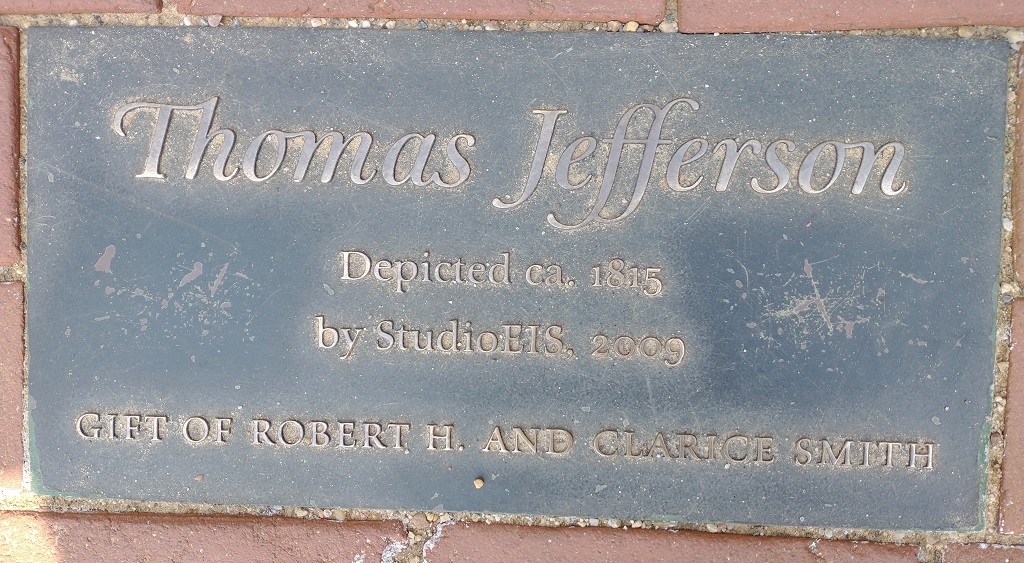 Thomas Jefferson
Depicted ca. 1815
by StudioEIS, 2009
GIFT OF ROBERT H. AND CLARICE SMITH